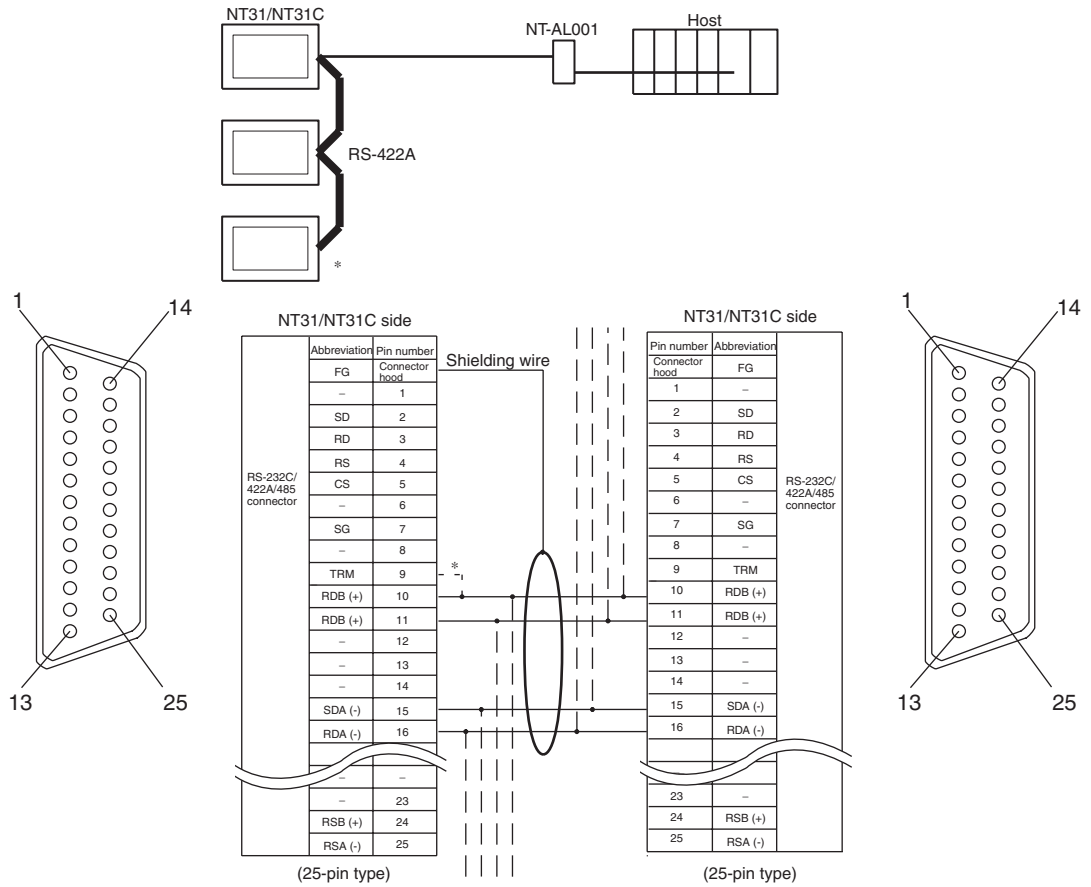 NT31/NT31C
NT-AL001
Host
RS-422A
*
1
14
13
25
NT31/NT31C side
Abbreviation Pin number
RS-232C/
422A/485
connector
FG Connector
hood
– 1
SD 2
RD 3
RS 4
CS 5
– 6
SG 7
– 8
TRM 9
RDB (+) 10
RDB (+) 11
– 12
– 13
– 14
SDA (-) 15
RDA (-) 16
– –
– 23
RSB (+) 24
RSA (-) 25
(25-pin type)
Shielding wire
*
NT31/NT31C side
Pin number Abbreviation
Connector
hood FG
1 –
2 SD
3 RD
4 RS
5 CS
6 –
7 SG
8 –
9 TRM
10 RDB (+)
11 RDB (+)
12 –
13 –
14 –
15 SDA (-)
16 RDA (-)
23 –
24 RSB (+)
25 RSA (-)
RS-232C/
422A/485
connector
(25-pin type)
1
14
13
25